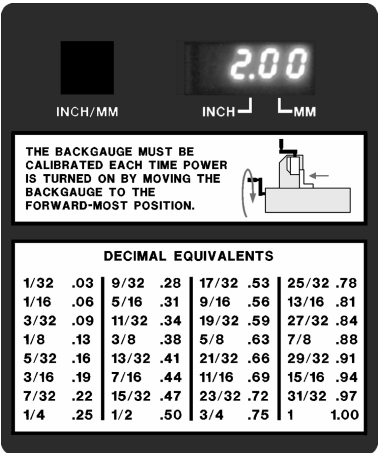 2.00
INCH/MM
INCH MM
THE BACKGAUGE MUST BE
CALIBRATED EACH TIME POWER
IS TURNED ON BY MOVING THE
BACKGAUGE TO THE
FORWARD-MOST POSITION.
DECIMAL EQUIVALENTS
1/32 .03 9/32 .28 17/32 .53 25/32 .78
1/16 .06 5/16 .31 9/16 .56 13/16 .81
3/32 .09 11/32 .34 19/32 .59 27/32 .84
1/8 .13 3/8 .38 5/8 .63 7/8 .88
5/32 .16 13/32 .41 21/32 .66 29/32 .91
3/16 .19 7/16 .44 11/16 .69 15/16 .94
7/32 .22 15/32 .47 23/32 .72 31/32 .97
1/4 .25 1/2 .50 3/4 .75 1 1.00